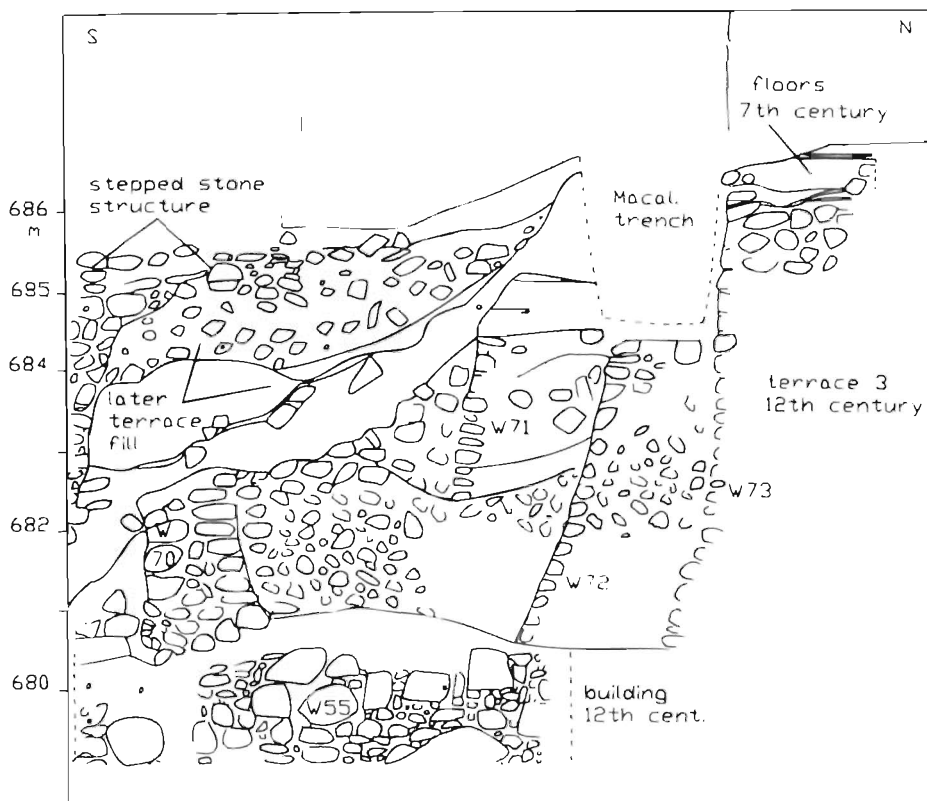 S
N
floors
7th century
stepped stone
structure
Macal.
trench
686
m
685
684
terrace 3
12th century
later
terrace
fill
W71
W73
682
W
70
W72
680
W55
building
12th cent.